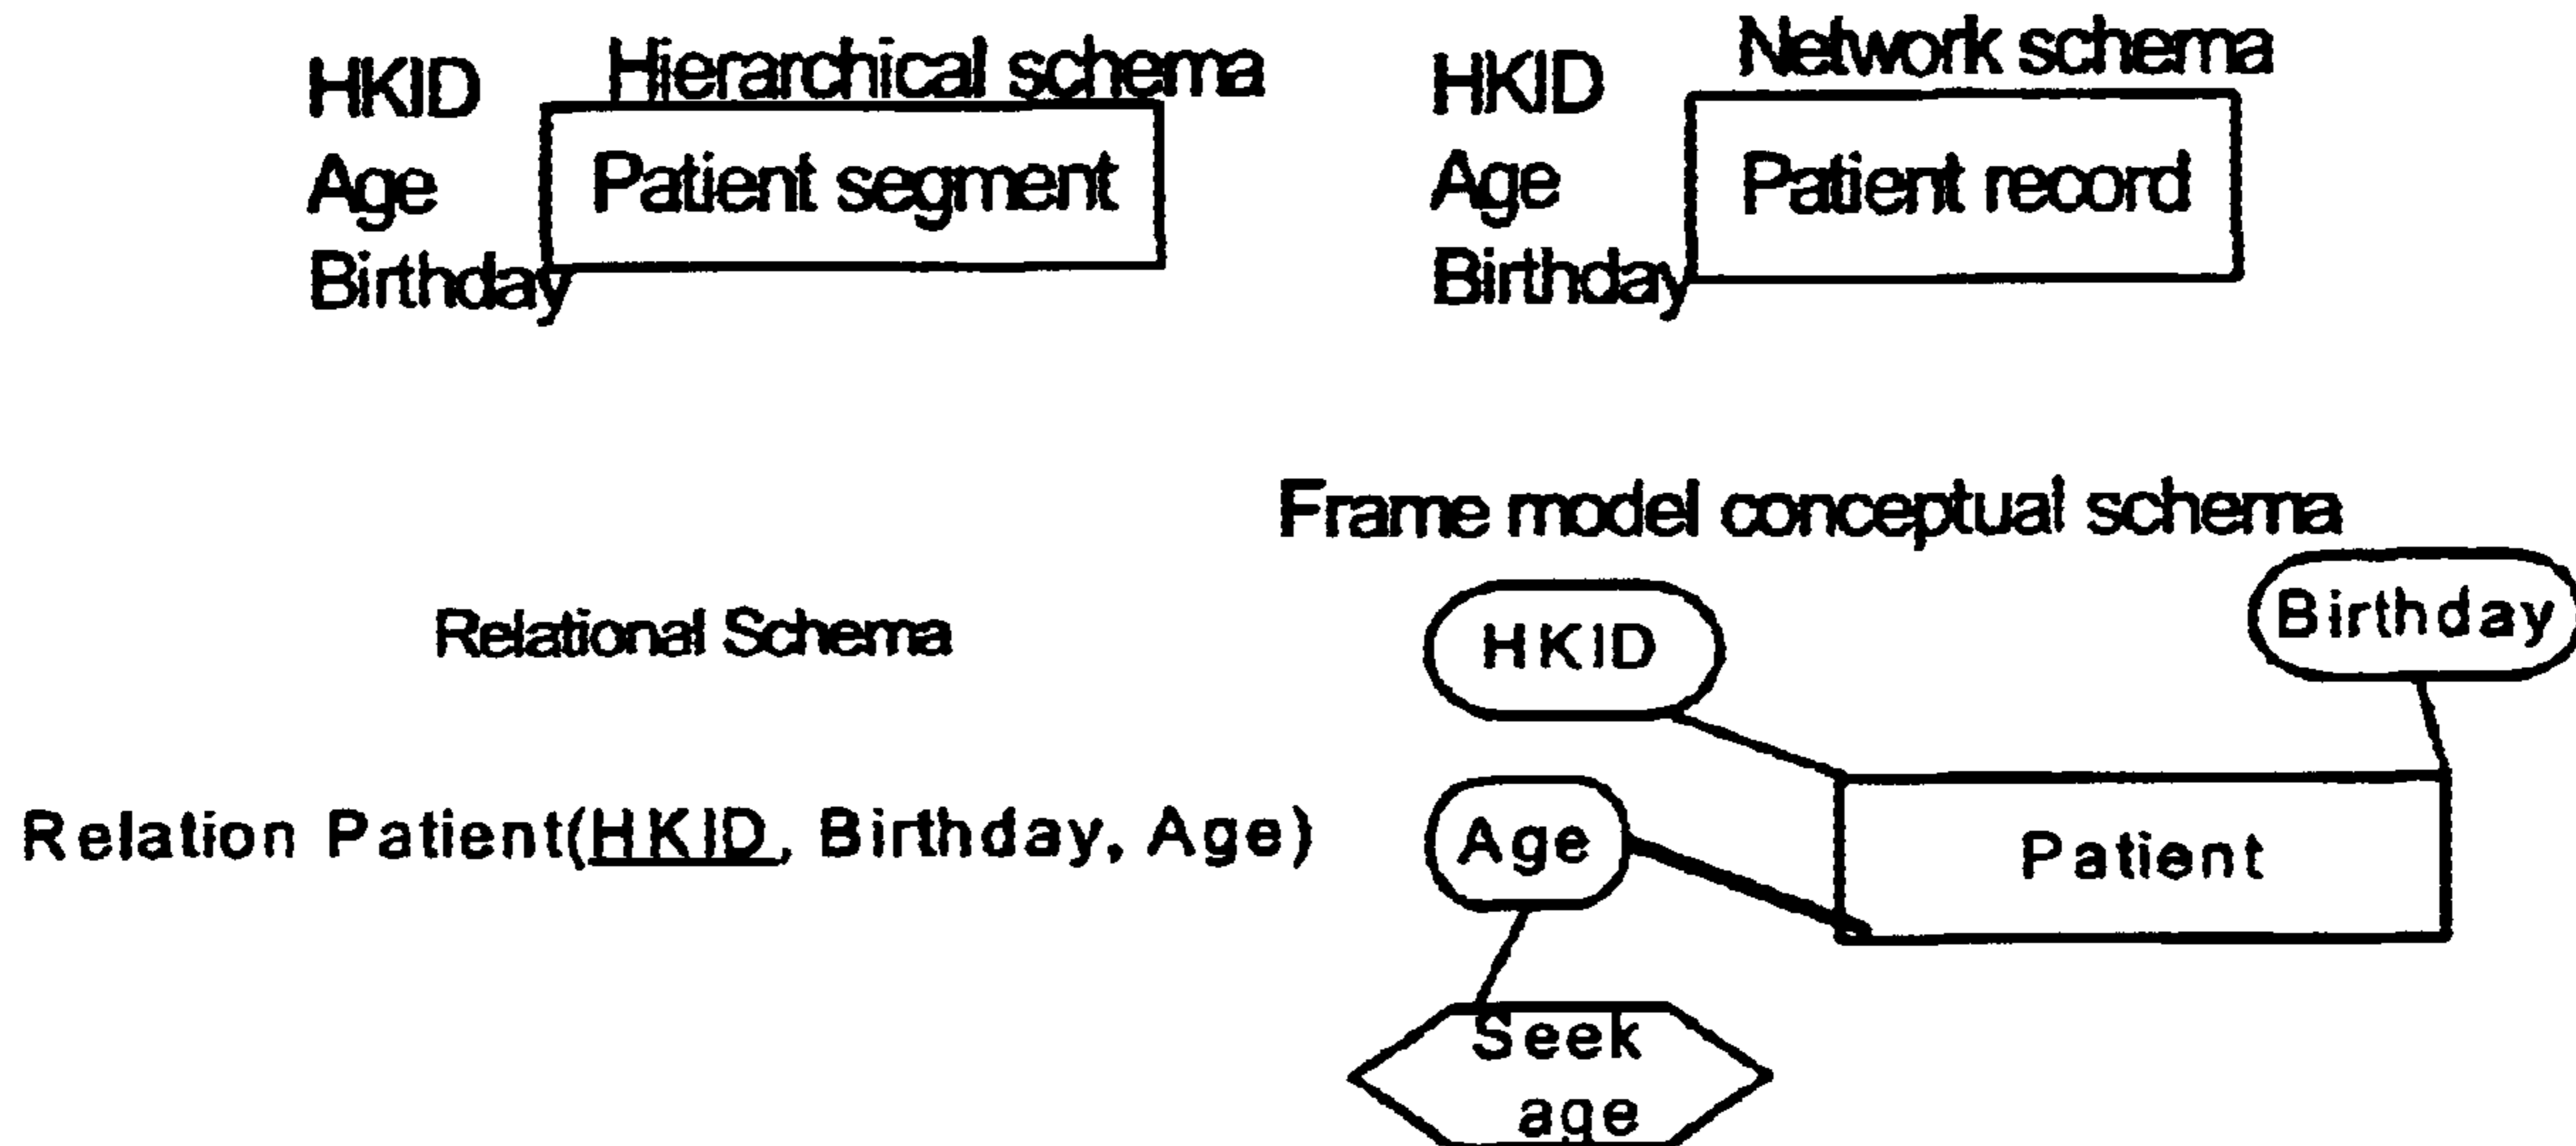 Hierarchical schema
HKID
Age
Birthday
Patient segment
Network schema
HKID
Age
Birthday
Patient record
Relational Schema
Relation Patient(HKID, Birthday, Age)
Frame model conceptual schema
HKID
Birthday
Age
Patient
Seek
age